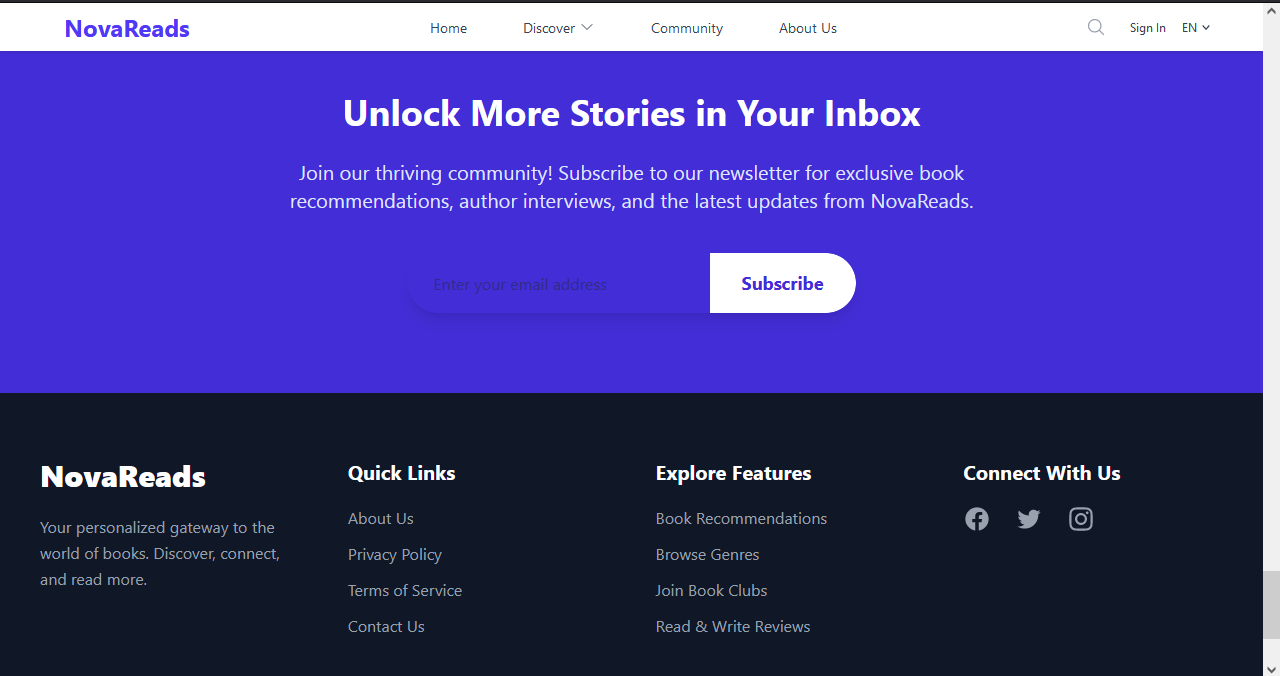 NovaReads
Home
Discover
Community
About Us
Sign In
EN
Unlock More Stories in Your Inbox
Join our thriving community! Subscribe to our newsletter for exclusive book
recommendations, author interviews, and the latest updates from NovaReads.
Enter your email address
Subscribe
NovaReads
Your personalized gateway to the
world of books. Discover, connect,
and read more.
Quick Links
About Us
Privacy Policy
Terms of Service
Contact Us
Explore Features
Book Recommendations
Browse Genres
Join Book Clubs
Read & Write Reviews
Connect With Us